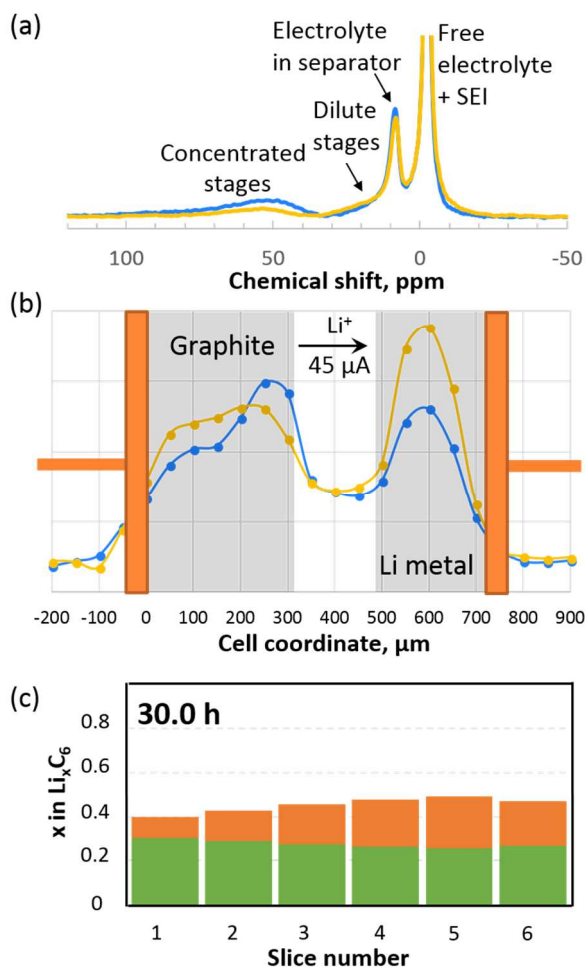 (a)
Electrolyte
in separator
Free
electrolyte
+ SEI
Dilute
stages
Concentrated
stages
100 50 0 -50
Chemical shift, ppm
(b)
Graphite
Li⁺
45 µA
Li metal
-200 -100 0 100 200 300 400 500 600 700 800 900
Cell coordinate, µm
(c)
30.0 h
x in LiₓC₆
0.8
0.6
0.4
0.2
0
1 2 3 4 5 6
Slice number